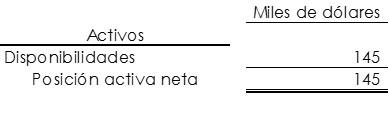 Miles de dólares
Activos
Disponibilidades 145
Posición activa neta 145